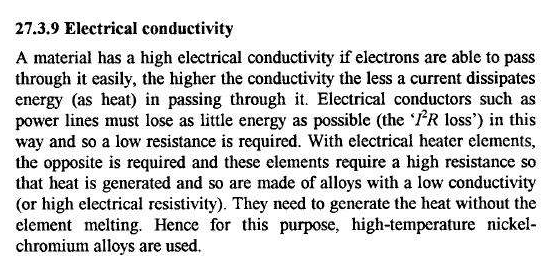 27.3.9 Electrical conductivity
A material has a high electrical conductivity if electrons are able to pass
through it easily, the higher the conductivity the less a current dissipates
energy (as heat) in passing through it. Electrical conductors such as
power lines must lose as little energy as possible (the ‘I²R loss’) in this
way and so a low resistance is required. With electrical heater elements,
the opposite is required and these elements require a high resistance so
that heat is generated and so are made of alloys with a low conductivity
(or high electrical resistivity). They need to generate the heat without the
element melting. Hence for this purpose, high-temperature nickel-
chromium alloys are used.